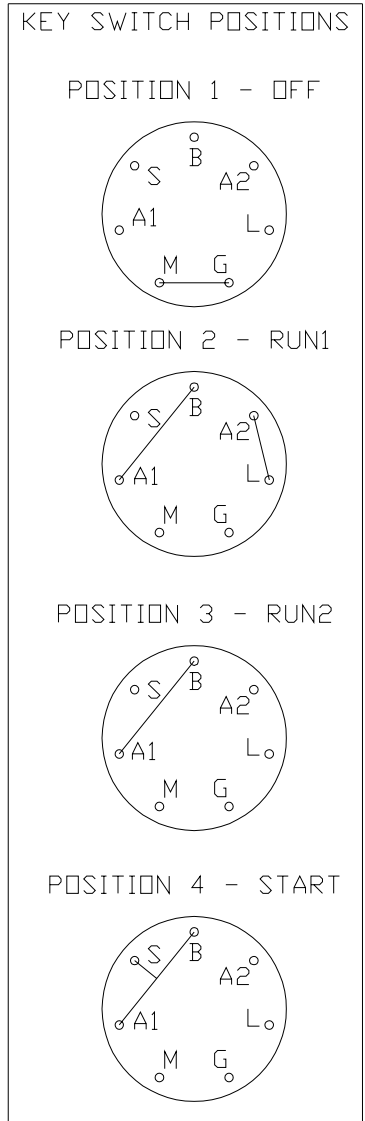 KEY SWITCH POSITIONS
POSITION 1 - OFF
B
S
A2
A1
L
M G
POSITION 2 - RUN1
S
B
A2
A1
L
M G
POSITION 3 - RUN2
S
B
A2
A1
L
M G
POSITION 4 - START
S
B
A2
A1
L
M G